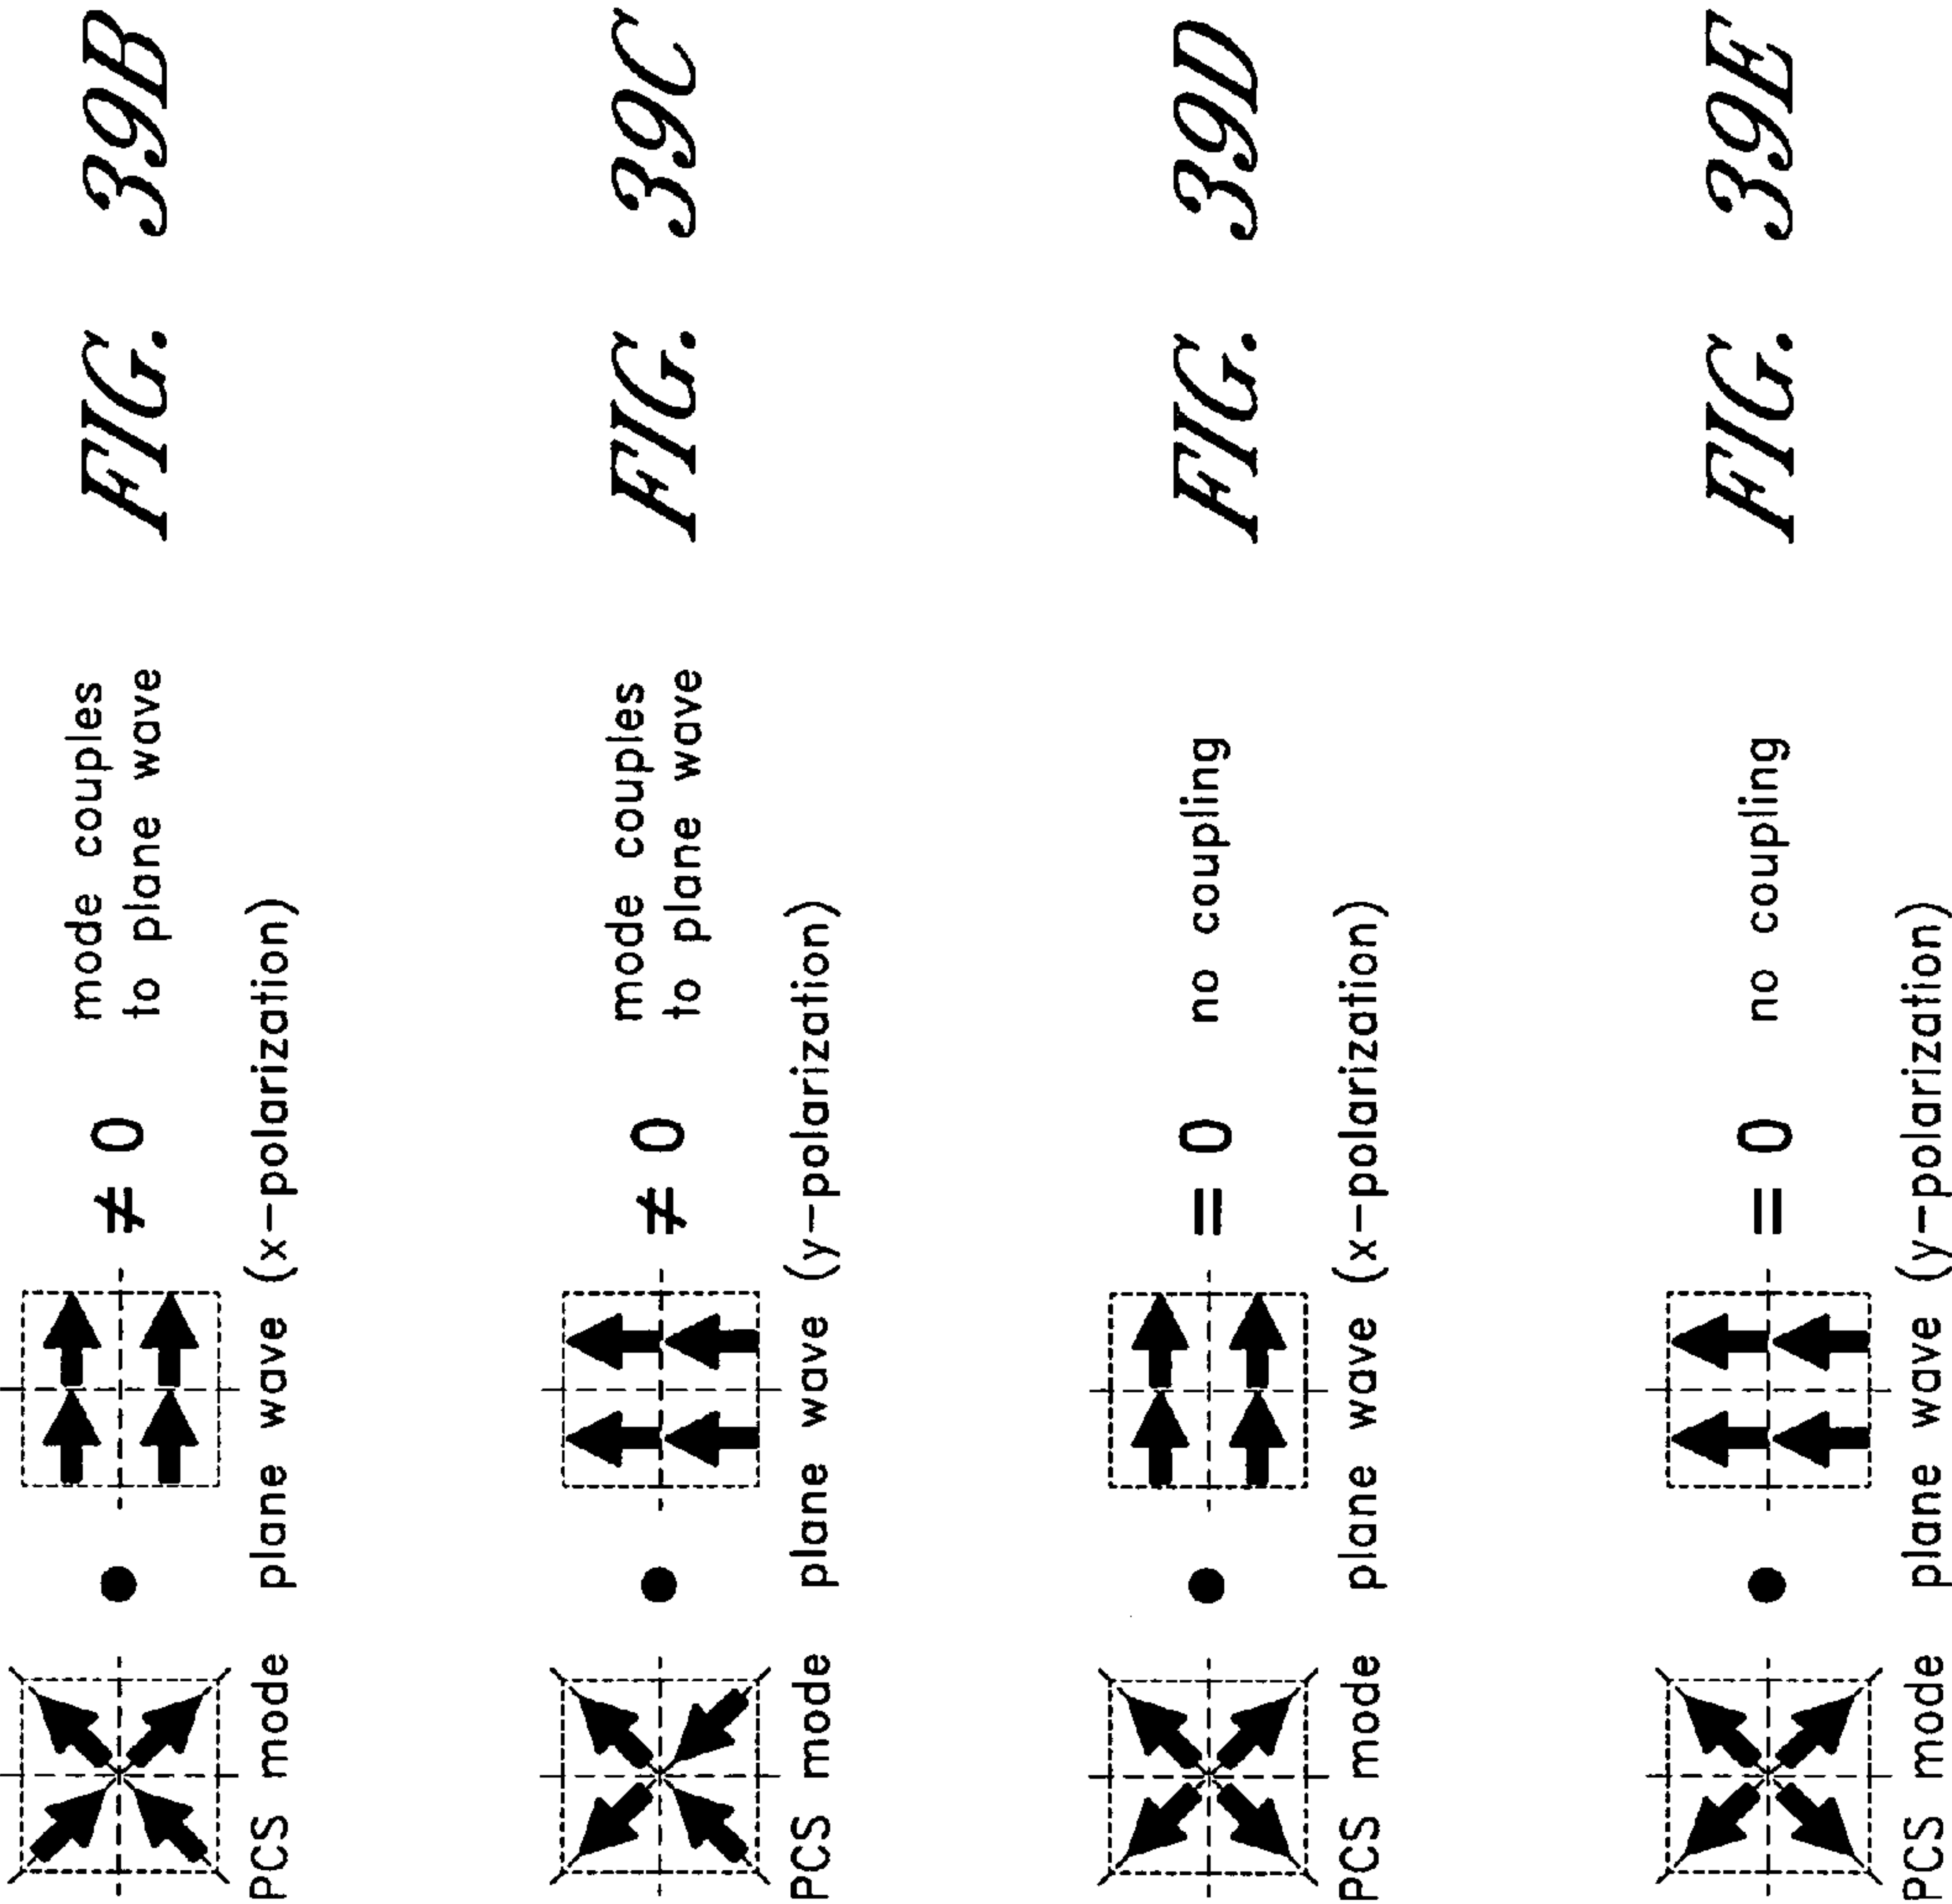 mode couples
to plane wave
≠ 0
PCS mode
plane wave (x-polarization)
FIG. 39B
mode couples
to plane wave
≠ 0
PCS mode
plane wave (y-polarization)
FIG. 39C
= 0
no coupling
PCS mode
plane wave (x-polarization)
FIG. 39D
= 0
no coupling
PCS mode
plane wave (y-polarization)
FIG. 39E